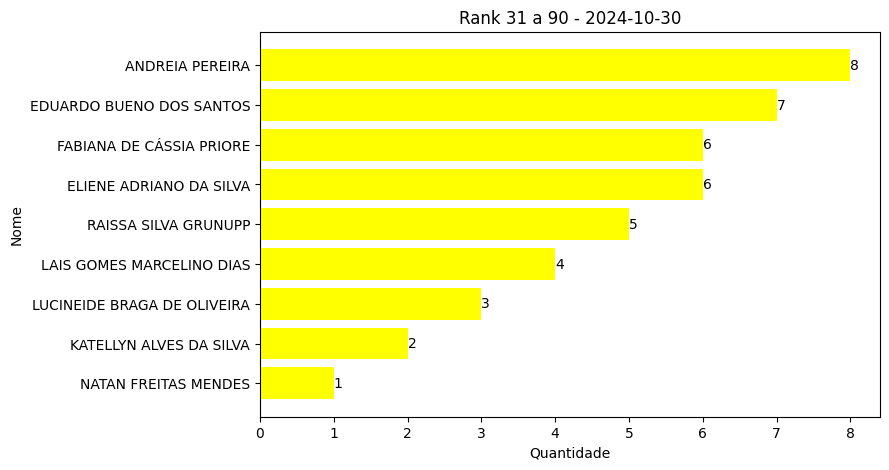 Rank 31 a 90 - 2024-10-30
Nome
ANDREIA PEREIRA 8
EDUARDO BUENO DOS SANTOS 7
FABIANA DE CÁSSIA PRIORE 6
ELIENE ADRIANO DA SILVA 6
RAISSA SILVA GRUNUPP 5
LAIS GOMES MARCELINO DIAS 4
LUCINEIDE BRAGA DE OLIVEIRA 3
KATELLYN ALVES DA SILVA 2
NATAN FREITAS MENDES 1
0 1 2 3 4 5 6 7 8
Quantidade